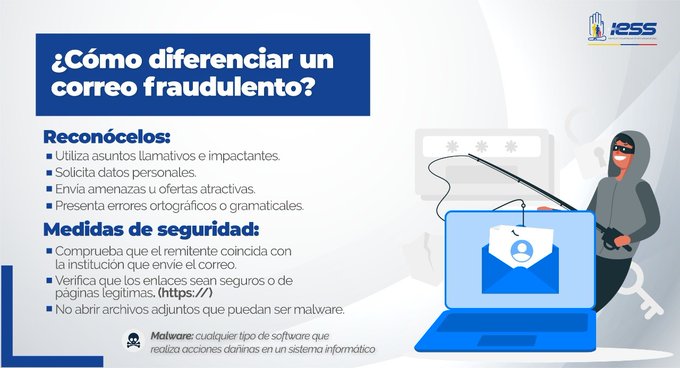 iess
¿Cómo diferenciar un
correo fraudulento?
Reconócelos:
Utiliza asuntos llamativos e impactantes.
Solicita datos personales.
Envía amenazas u ofertas atractivas.
Presenta errores ortográficos o gramaticales.
Medidas de seguridad:
Comprueba que el remitente coincida con
la institución que envíe el correo.
Verifica que los enlaces sean seguros o de
páginas legítimas. (https://)
No abrir archivos adjuntos que puedan ser malware.
Malware: cualquier tipo de software que
realiza acciones dañinas en un sistema informático